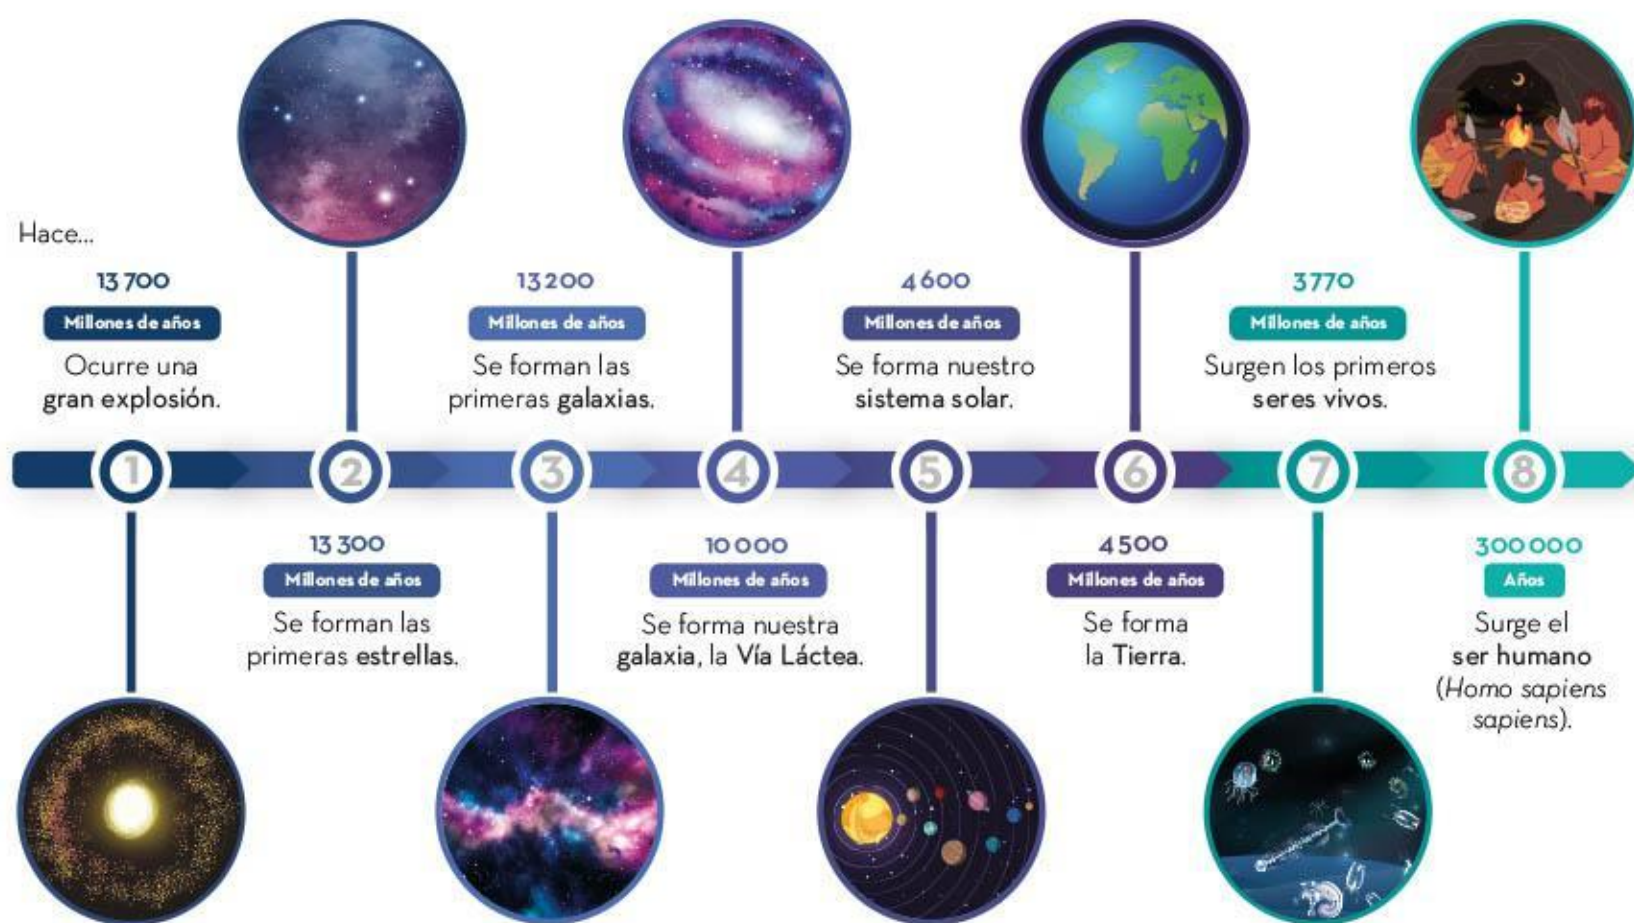 Hace...
13 700
Millones de años
Ocurre una
gran explosión.
1
2
13 300
Millones de años
Se forman las
primeras estrellas.
13 200
Millones de años
Se forman las
primeras galaxias.
3
4
10 000
Millones de años
Se forma nuestra
galaxia, la Vía Láctea.
4 600
Millones de años
Se forma nuestro
sistema solar.
5
6
4 500
Millones de años
Se forma
la Tierra.
3770
Millones de años
Surgen los primeros
seres vivos.
7
8
300 000
Años
Surge el
ser humano
(Homo sapiens
sapiens).